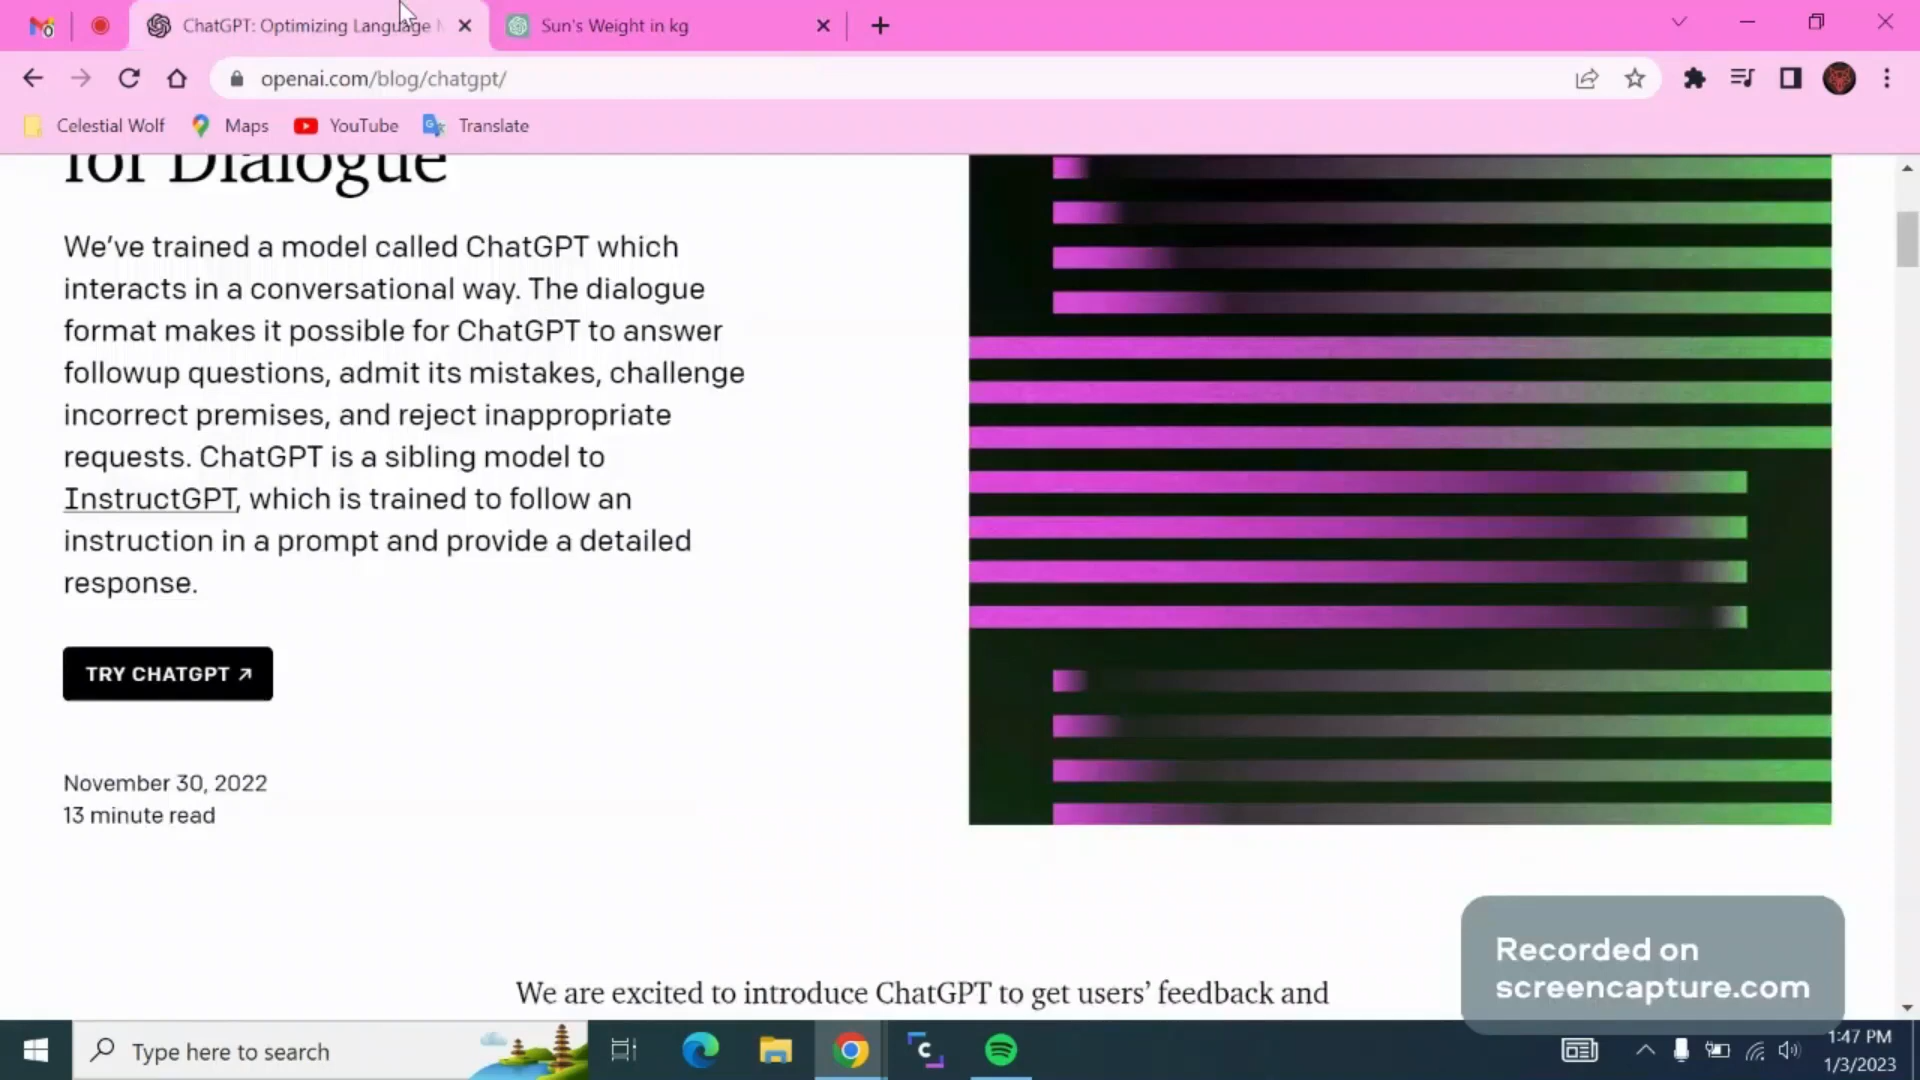 ChatGPT: Optimizing Language
Sun's Weight in kg
openai.com/blog/chatgpt/
Celestial Wolf
Maps
YouTube
Translate
for Dialogue
We've trained a model called ChatGPT which
interacts in a conversational way. The dialogue
format makes it possible for ChatGPT to answer
followup questions, admit its mistakes, challenge
incorrect premises, and reject inappropriate
requests. ChatGPT is a sibling model to
InstructGPT, which is trained to follow an
instruction in a prompt and provide a detailed
response.
TRY CHATGPT ↗
November 30, 2022
13 minute read
We are excited to introduce ChatGPT to get users' feedback and
Recorded on
screencapture.com
Type here to search
1:47 PM
1/3/2023